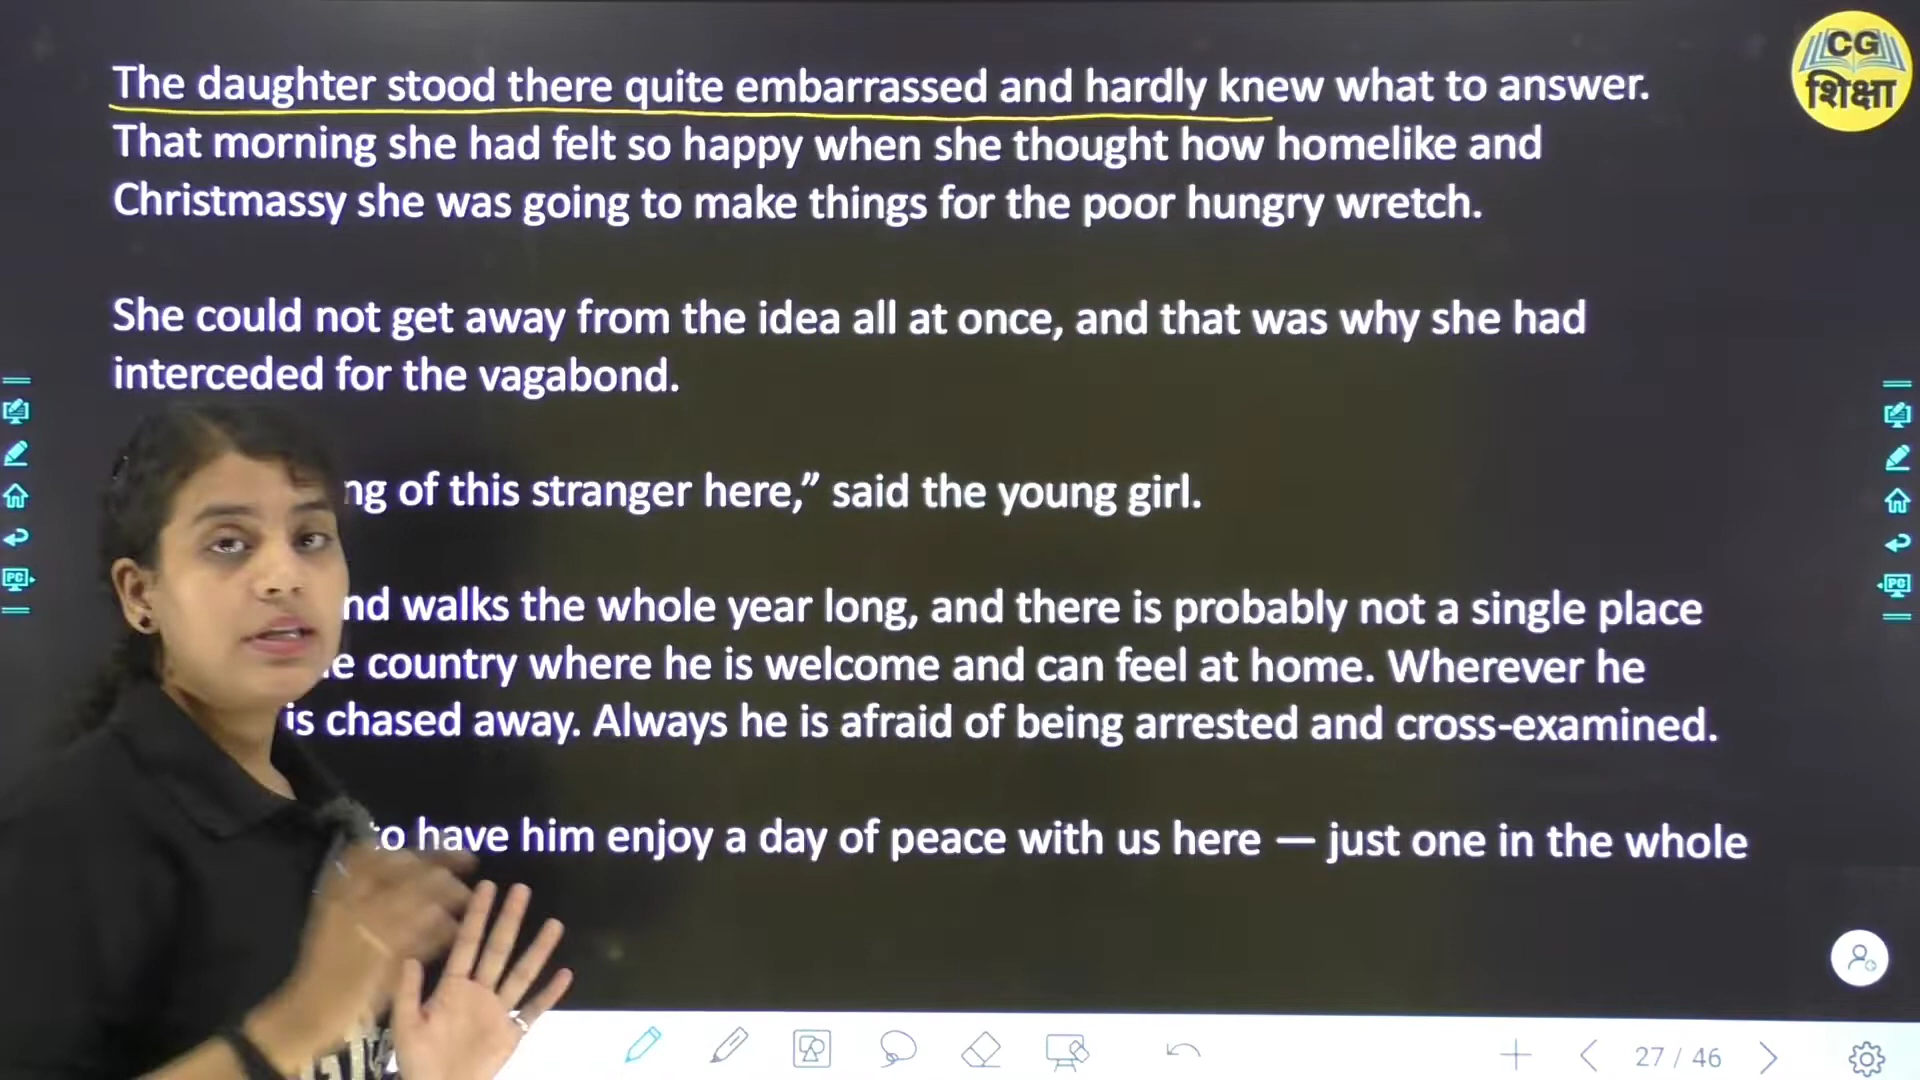 The daughter stood there quite embarrassed and hardly knew what to answer.
That morning she had felt so happy when she thought how homelike and
Christmassy she was going to make things for the poor hungry wretch.
She could not get away from the idea all at once, and that was why she had
interceded for the vagabond.
ng of this stranger here,” said the young girl.
nd walks the whole year long, and there is probably not a single place
e country where he is welcome and can feel at home. Wherever he
is chased away. Always he is afraid of being arrested and cross-examined.
to have him enjoy a day of peace with us here — just one in the whole
CG
शिक्षा
PC
PC
27 / 46